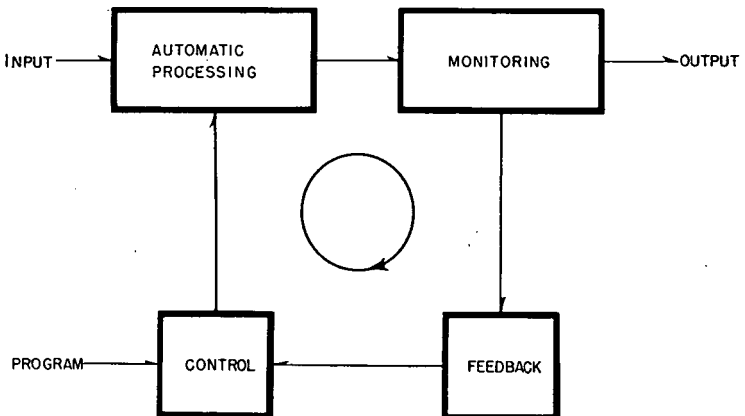 INPUT
AUTOMATIC
PROCESSING
MONITORING
OUTPUT
PROGRAM
CONTROL
FEEDBACK